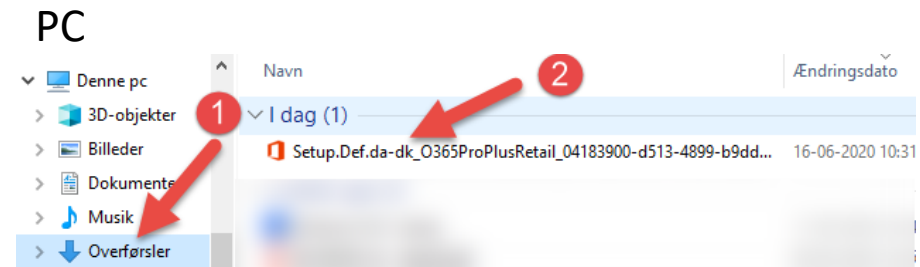 PC
Denne pc
3D-objekter
Billeder
Dokumente
Musik
Overførsler
1
2
Navn
Ændringsdato
I dag (1)
Setup.Def.da-dk_O365ProPlusRetail_04183900-d513-4899-b9dd...
16-06-2020 10:31